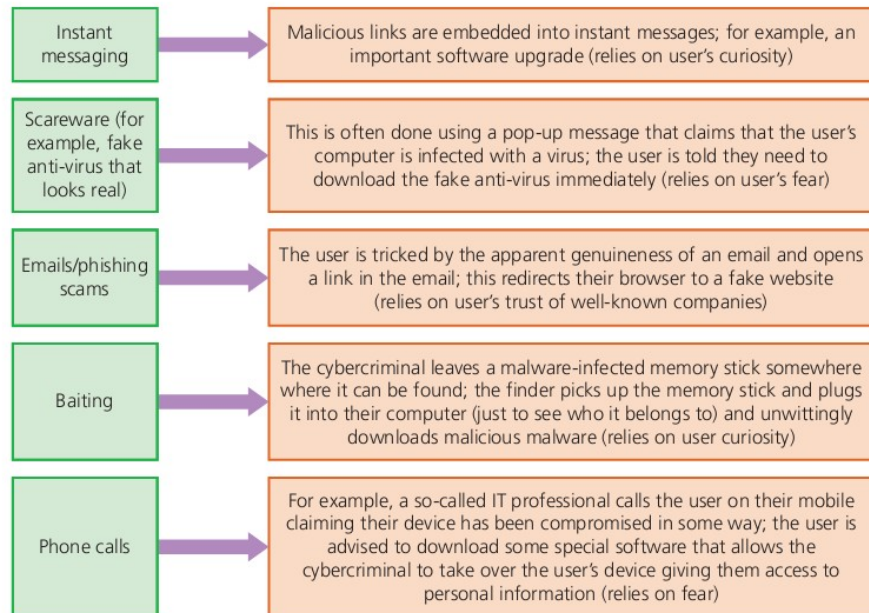 Instant
messaging
Malicious links are embedded into instant messages; for example, an
important software upgrade (relies on user's curiosity)
Scareware (for
example, fake
anti-virus that
looks real)
This is often done using a pop-up message that claims that the user's
computer is infected with a virus; the user is told they need to
download the fake anti-virus immediately (relies on user's fear)
Emails/phishing
scams
The user is tricked by the apparent genuineness of an email and opens
a link in the email; this redirects their browser to a fake website
(relies on user's trust of well-known companies)
Baiting
The cybercriminal leaves a malware-infected memory stick somewhere
where it can be found; the finder picks up the memory stick and plugs
it into their computer (just to see who it belongs to) and unwittingly
downloads malicious malware (relies on user curiosity)
Phone calls
For example, a so-called IT professional calls the user on their mobile
claiming their device has been compromised in some way; the user is
advised to download some special software that allows the
cybercriminal to take over the user's device giving them access to
personal information (relies on fear)